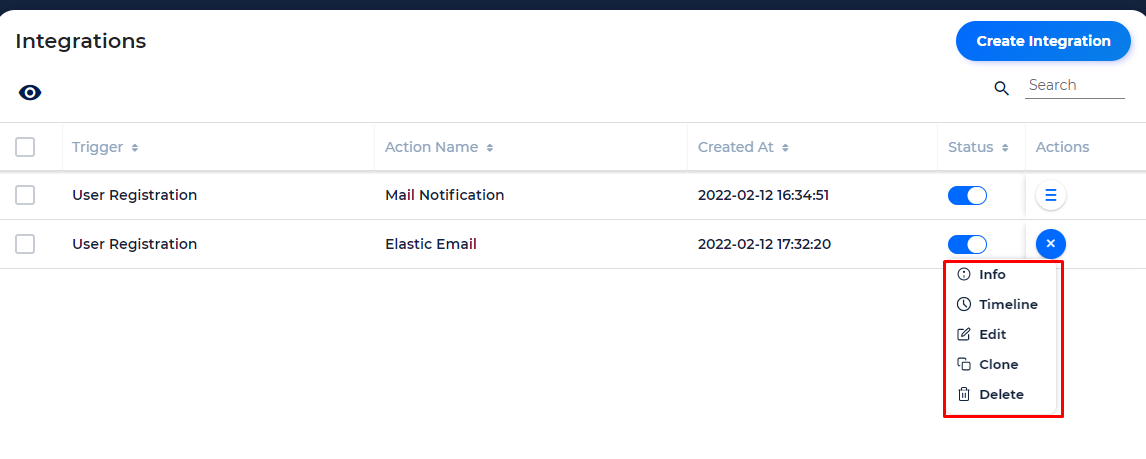 Integrations
Create Integration
Search
Trigger Action Name Created At Status Actions
User Registration Mail Notification 2022-02-12 16:34:51
User Registration Elastic Email 2022-02-12 17:32:20
Info
Timeline
Edit
Clone
Delete